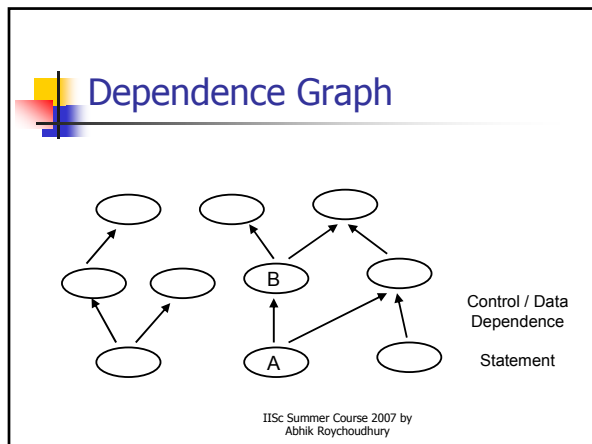 Dependence Graph
B
Control / Data
Dependence
A
Statement
IISc Summer Course 2007 by
Abhik Roychoudhury